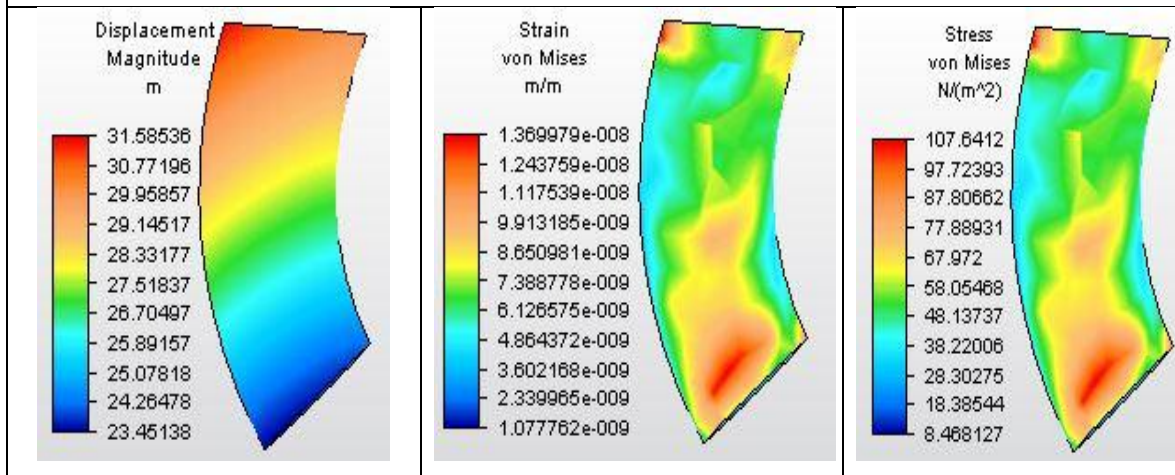 Displacement
Magnitude
m
31.58536
30.77196
29.95857
29.14517
28.33177
27.51837
26.70497
25.89157
25.07818
24.26478
23.45138
Strain
von Mises
m/m
1.369979e-008
1.243759e-008
1.117539e-008
9.913185e-009
8.650981e-009
7.388778e-009
6.126575e-009
4.864372e-009
3.602168e-009
2.339965e-009
1.077762e-009
Stress
von Mises
N/(m^2)
107.6412
97.72393
87.80662
77.88931
67.972
58.05468
48.13737
38.22006
28.30275
18.38544
8.468127